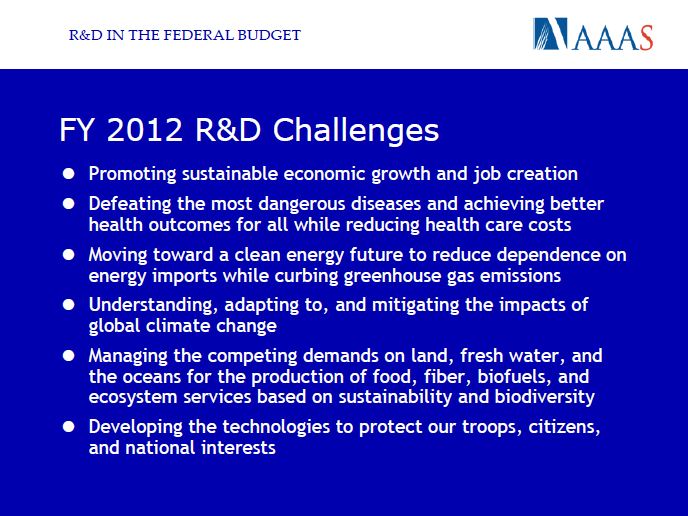 R&D IN THE FEDERAL BUDGET
AAAS
FY 2012 R&D Challenges
● Promoting sustainable economic growth and job creation
● Defeating the most dangerous diseases and achieving better
health outcomes for all while reducing health care costs
● Moving toward a clean energy future to reduce dependence on
energy imports while curbing greenhouse gas emissions
● Understanding, adapting to, and mitigating the impacts of
global climate change
● Managing the competing demands on land, fresh water, and
the oceans for the production of food, fiber, biofuels, and
ecosystem services based on sustainability and biodiversity
● Developing the technologies to protect our troops, citizens,
and national interests